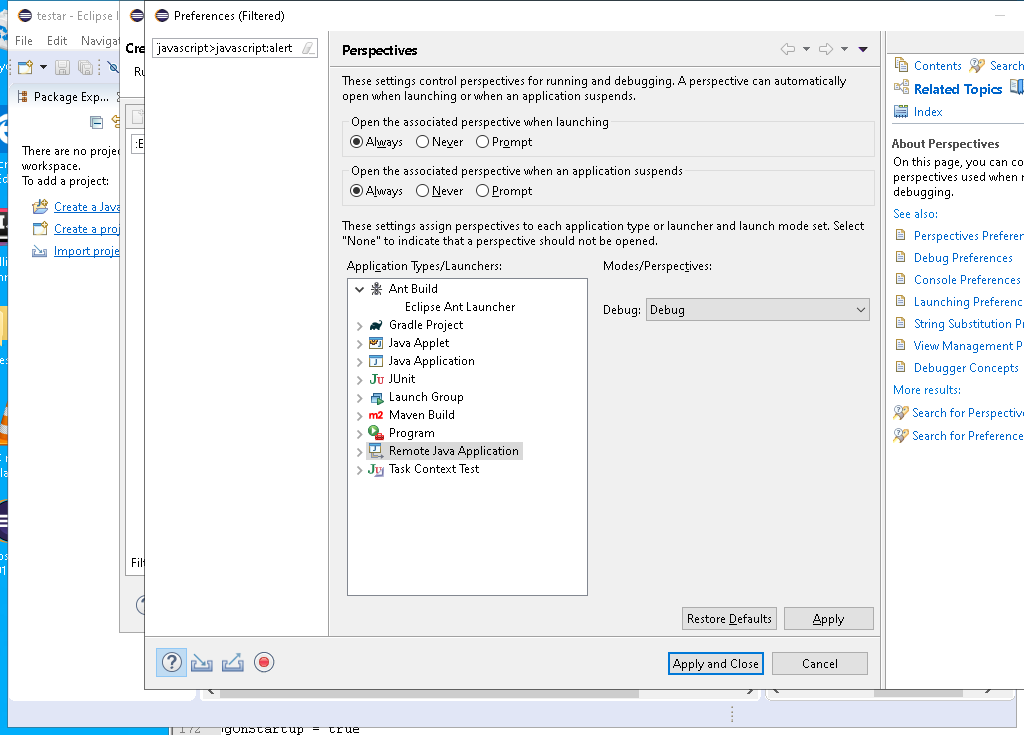 testar - Eclipse I
Preferences (Filtered)
File Edit Navigat
Cre
Ru
javascript>javascript:alert
Perspectives
Contents
Search
Related Topics
Index
Package Exp...
These settings control perspectives for running and debugging. A perspective can automatically
open when launching or when an application suspends.
Open the associated perspective when launching
Always Never Prompt
Open the associated perspective when an application suspends
Always Never Prompt
These settings assign perspectives to each application type or launcher and launch mode set. Select
"None" to indicate that a perspective should not be opened.
Application Types/Launchers:
Modes/Perspectives:
Ant Build
Eclipse Ant Launcher
Gradle Project
Java Applet
Java Application
JUnit
Launch Group
Maven Build
Program
Remote Java Application
Task Context Test
Debug: Debug
There are no projec
workspace.
To add a project:
Create a Java
Create a proj
Import proje
:E
Filt
About Perspectives
On this page, you can co
perspectives used when r
debugging.
See also:
Perspectives Preferen
Debug Preferences
Console Preferences
Launching Preferenc
String Substitution P
View Management P
Debugger Concepts
More results:
Search for Perspective
Search for Preference
Restore Defaults
Apply
Apply and Close
Cancel
172 gOnStartup = true